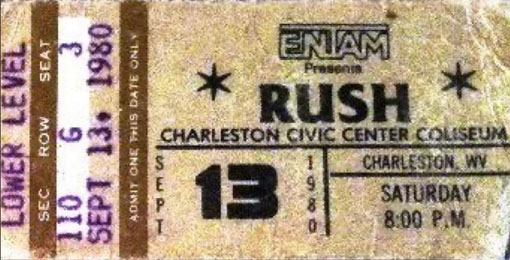 LOWER LEVEL
SEC ROW SEAT
110 G 3
SEPT 13. 1980
ADMIT ONE THIS DATE ONLY
ENTAM
Presents
RUSH
CHARLESTON CIVIC CENTER COLISEUM
SEPT 13 1980
CHARLESTON, WV
SATURDAY
8:00 P.M.